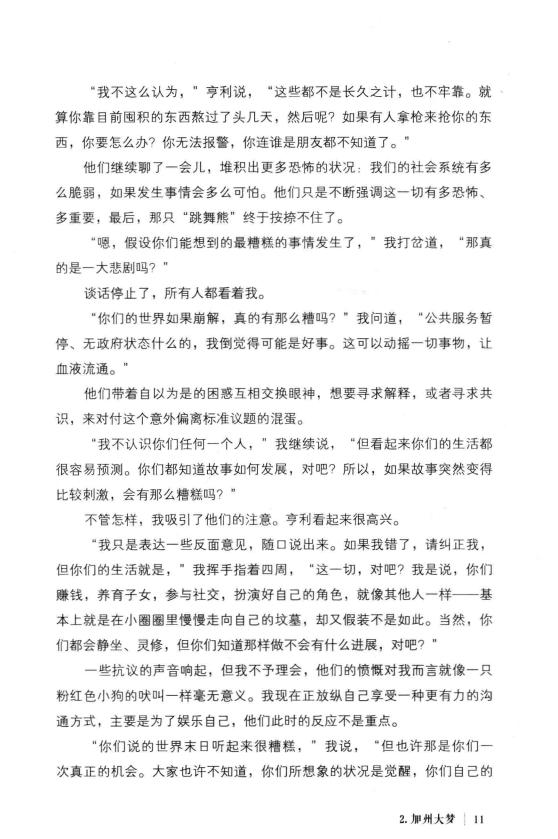 “我不这么认为，”亨利说，“这些都不是长久之计，也不牢靠。就
算你靠目前囤积的东西熬过了头几天，然后呢？如果有人拿枪来抢你的东
西，你要怎么办？你无法报警，你连谁是朋友都不知道了。”
他们继续聊了一会儿，堆积出更多恐怖的状况：我们的社会系统有多
么脆弱，如果发生事情会多么可怕。他们只是不断强调这一切有多恐怖、
多重要，最后，那只“跳舞熊”终于按捺不住了。
“嗯，假设你们能想到的最糟糕的事情发生了，”我打岔道，“那真
的是一大悲剧吗？”
谈话停止了，所有人都看着我。
“你们的世界如果崩解，真的有那么糟吗？”我问道，“公共服务暂
停、无政府状态什么的，我倒觉得可能是好事。这可以动摇一切事物，让
血液流通。”
他们带着自以为是的困惑互相交换眼神，想要寻求解释，或者寻求共
识，来对付这个意外偏离标准议题的混蛋。
“我不认识你们任何一个人，”我继续说，“但看起来你们的生活都
很容易预测。你们都知道故事如何发展，对吧？所以，如果故事突然变得
比较刺激，会有那么糟糕吗？”
不管怎样，我吸引了他们的注意。亨利看起来很高兴。
“我只是表达一些反面意见，随口说出来。如果我错了，请纠正我，
但你们的生活就是，”我挥手指着四周，“这一切，对吧？我是说，你们
赚钱，养育子女，参与社交，扮演好自己的角色，就像其他人一样——基
本上就是在小圈圈里慢慢走向自己的坟墓，却又假装不是如此。当然，你
们都会静坐、灵修，但你们知道那样做不会有什么进展，对吧？”
一些抗议的声音响起，但我不予理会，他们的愤慨对我而言就像一只
粉红色小狗的吠叫一样毫无意义。我现在正放纵自己享受一种更有力的沟
通方式，主要是为了娱乐自己，他们此时的反应不是重点。
“你们说的世界末日听起来很糟糕，”我说，“但也许那是你们一
次真正的机会。大家也许不知道，你们所想象的状况是觉醒，你们自己的
2. 加州大梦 | 11